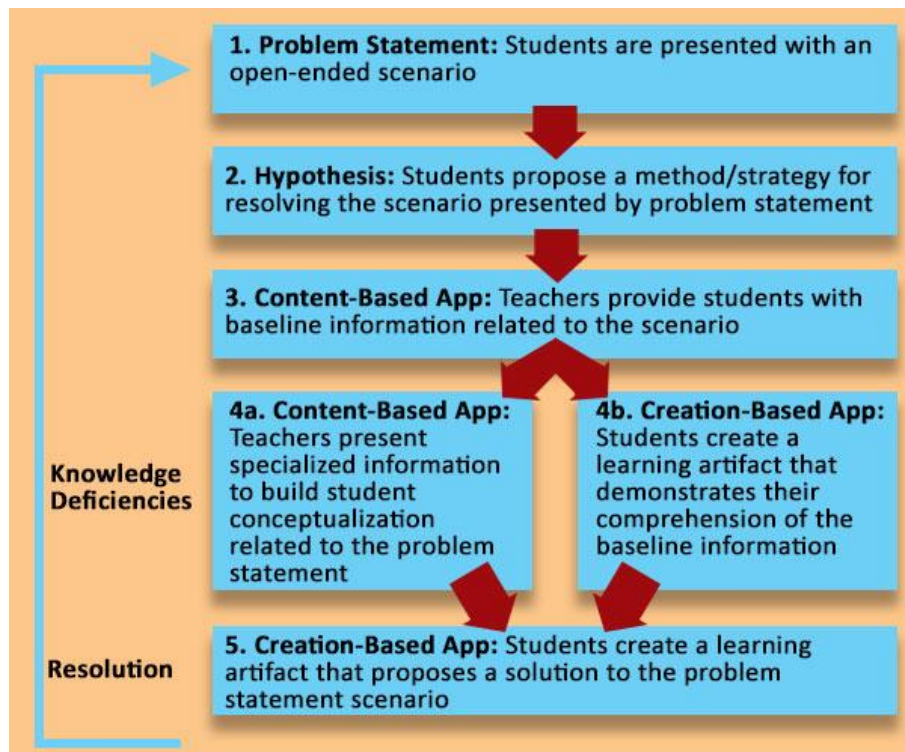 1. Problem Statement: Students are presented with an
open-ended scenario
2. Hypothesis: Students propose a method/strategy for
resolving the scenario presented by problem statement
3. Content-Based App: Teachers provide students with
baseline information related to the scenario
Knowledge
Deficiencies
4a. Content-Based App:
Teachers present
specialized information
to build student
conceptualization
related to the problem
statement
4b. Creation-Based App:
Students create a
learning artifact that
demonstrates their
comprehension of the
baseline information
Resolution
5. Creation-Based App: Students create a learning
artifact that proposes a solution to the problem
statement scenario